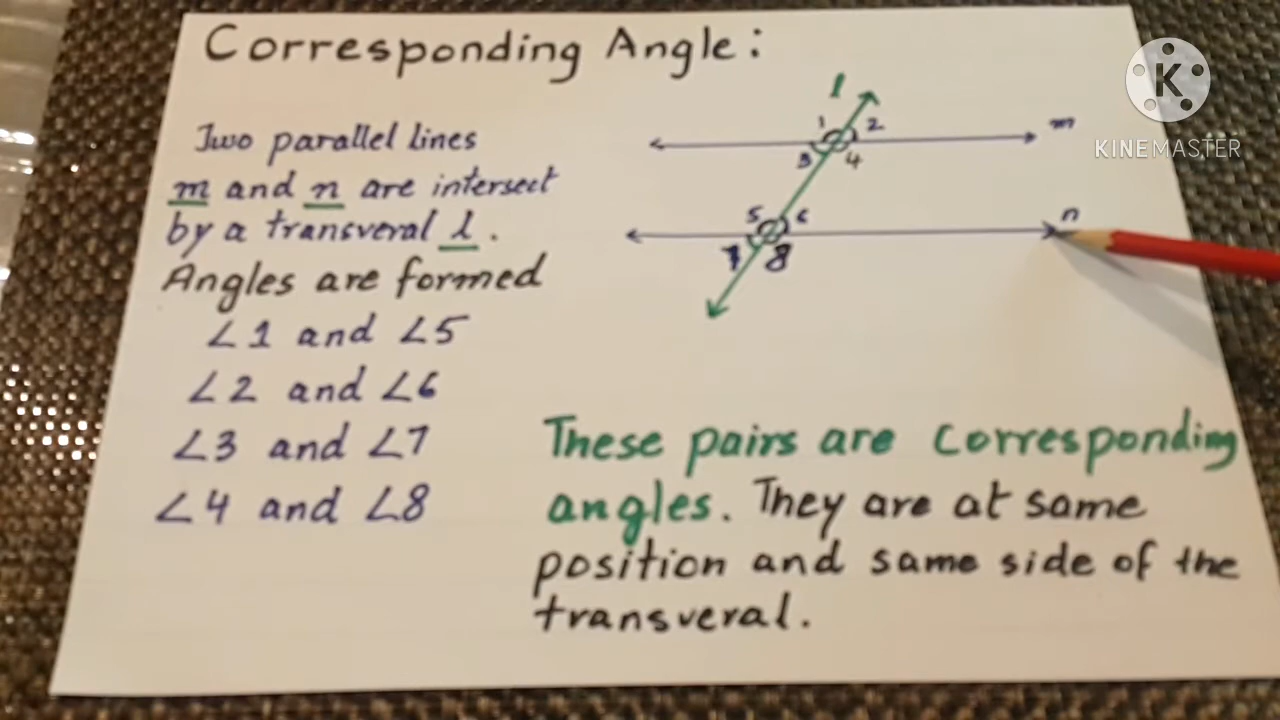 Corresponding Angle:
Two parallel lines
m and n are intersect
by a transveral l.
Angles are formed
∠1 and ∠5
∠2 and ∠6
∠3 and ∠7
∠4 and ∠8
l
1 2
m
3 4
5 6
n
7 8
These pairs are corresponding
angles. They are at same
position and same side of the
transveral.
K
KINEMASTER